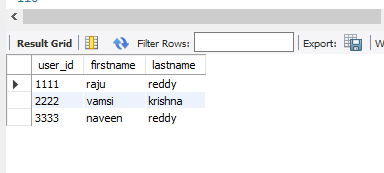 Result Grid Filter Rows: Export:
user_id firstname lastname
1111 raju reddy
2222 vamsi krishna
3333 naveen reddy